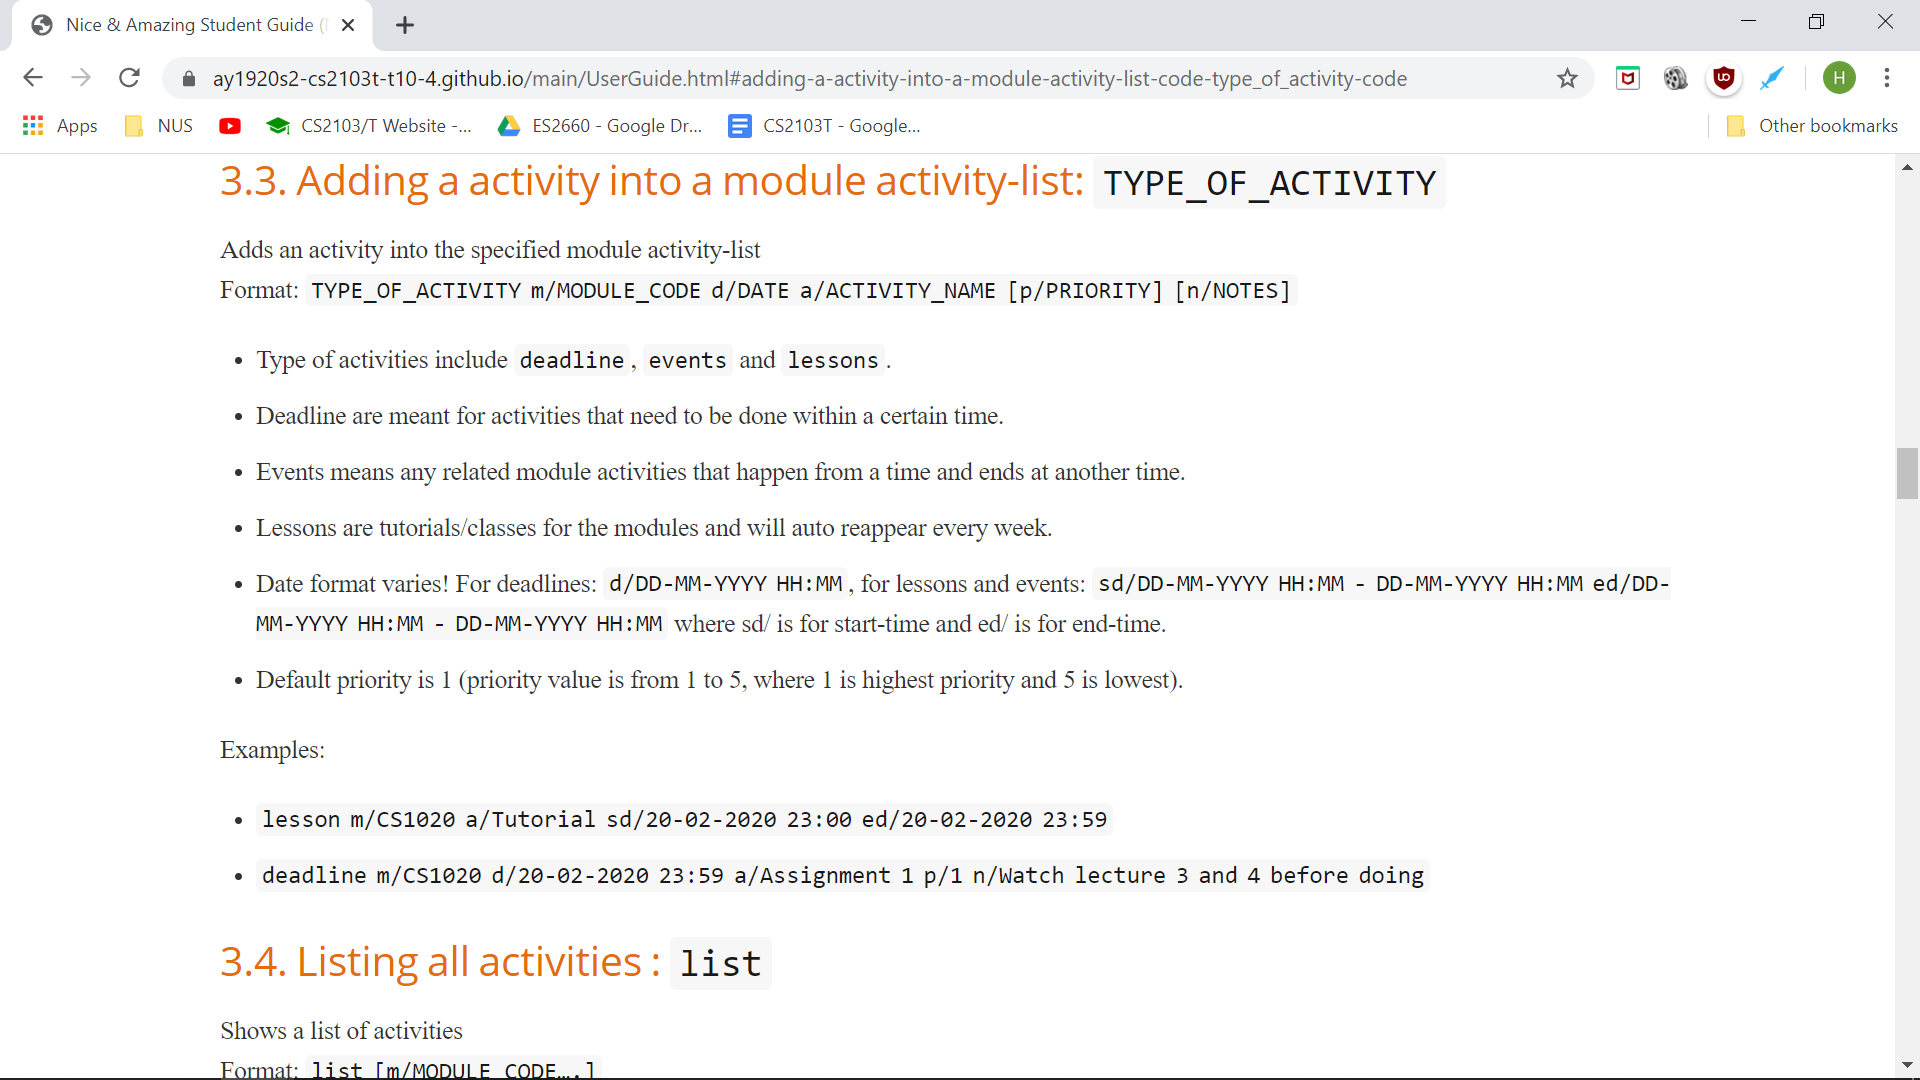 Nice & Amazing Student Guide (
ay1920s2-cs2103t-t10-4.github.io/main/UserGuide.html#adding-a-activity-into-a-module-activity-list-code-type_of_activity-code
H
Apps NUS CS2103/T Website -... ES2660 - Google Dr... CS2103T - Google... Other bookmarks
3.3. Adding a activity into a module activity-list: TYPE_OF_ACTIVITY
Adds an activity into the specified module activity-list
Format: TYPE_OF_ACTIVITY m/MODULE_CODE d/DATE a/ACTIVITY_NAME [p/PRIORITY] [n/NOTES]
• Type of activities include deadline, events and lessons.
• Deadline are meant for activities that need to be done within a certain time.
• Events means any related module activities that happen from a time and ends at another time.
• Lessons are tutorials/classes for the modules and will auto reappear every week.
• Date format varies! For deadlines: d/DD-MM-YYYY HH:MM, for lessons and events: sd/DD-MM-YYYY HH:MM - DD-MM-YYYY HH:MM ed/DD-
MM-YYYY HH:MM - DD-MM-YYYY HH:MM where sd/ is for start-time and ed/ is for end-time.
• Default priority is 1 (priority value is from 1 to 5, where 1 is highest priority and 5 is lowest).
Examples:
• lesson m/CS1020 a/Tutorial sd/20-02-2020 23:00 ed/20-02-2020 23:59
• deadline m/CS1020 d/20-02-2020 23:59 a/Assignment 1 p/1 n/Watch lecture 3 and 4 before doing
3.4. Listing all activities : list
Shows a list of activities
Format: list [m/MODULE_CODE….]